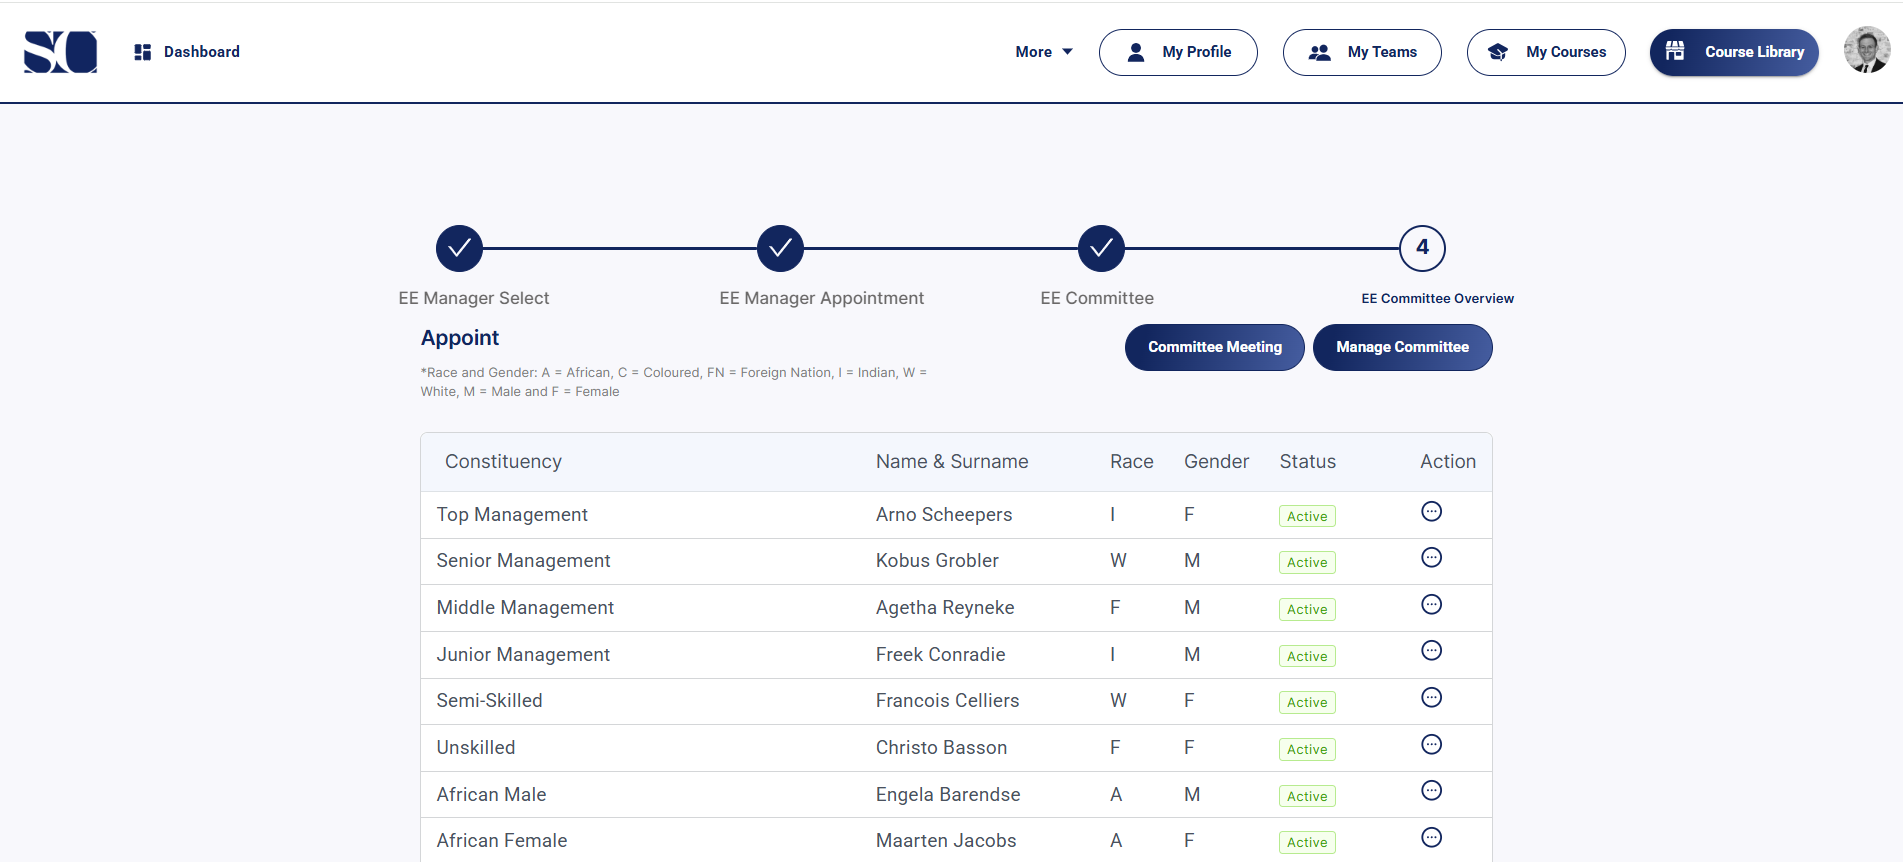 SO
Dashboard
More
My Profile
My Teams
My Courses
Course Library
4
EE Manager Select
EE Manager Appointment
EE Committee
EE Committee Overview
Appoint
Committee Meeting
Manage Committee
*Race and Gender: A = African, C = Coloured, FN = Foreign Nation, I = Indian, W =
White, M = Male and F = Female
Constituency Name & Surname Race Gender Status Action
Top Management Arno Scheepers I F Active
Senior Management Kobus Grobler W M Active
Middle Management Agetha Reyneke F M Active
Junior Management Freek Conradie I M Active
Semi-Skilled Francois Celliers W F Active
Unskilled Christo Basson F F Active
African Male Engela Barendse A M Active
African Female Maarten Jacobs A F Active